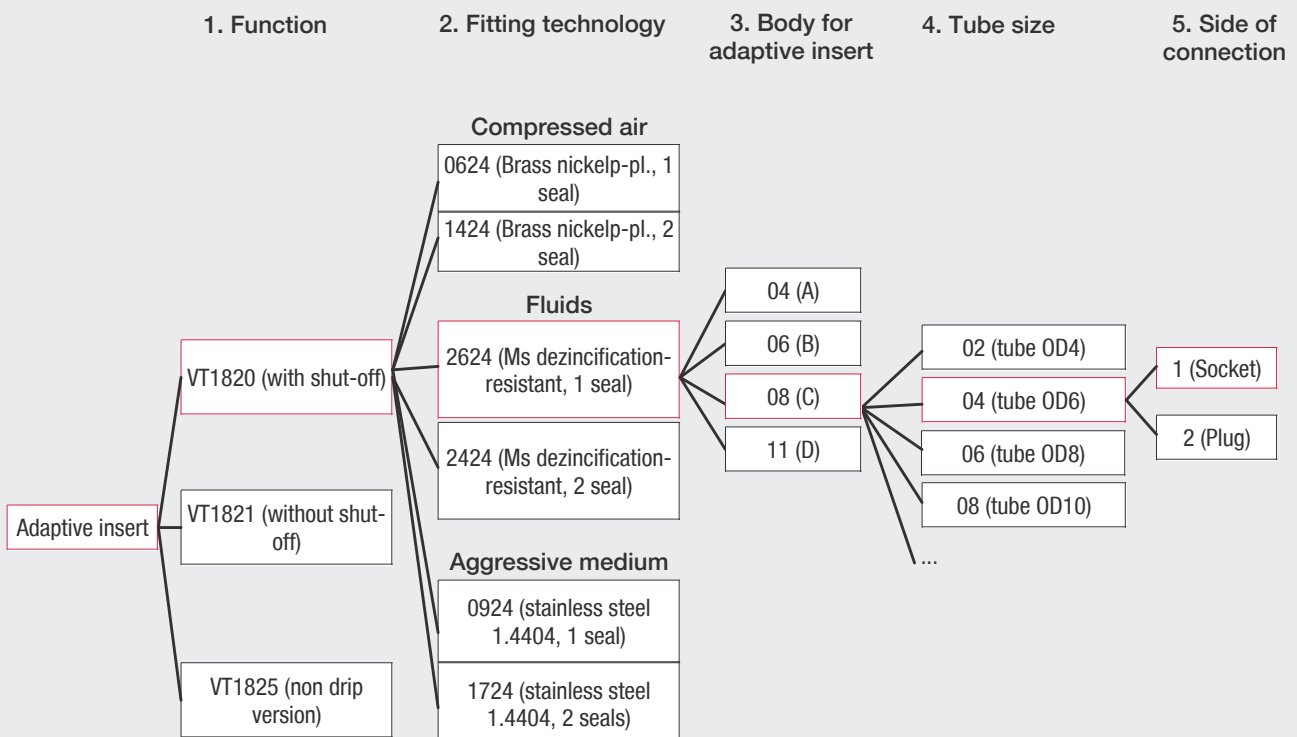 1. Function
2. Fitting technology
3. Body for
adaptive insert
4. Tube size
5. Side of
connection
Compressed air
0624 (Brass nickelp-pl., 1
seal)
1424 (Brass nickelp-pl., 2
seal)
Fluids
2624 (Ms dezincification-
resistant, 1 seal)
2424 (Ms dezincification-
resistant, 2 seal)
Aggressive medium
0924 (stainless steel
1.4404, 1 seal)
1724 (stainless steel
1.4404, 2 seals)
Adaptive insert
VT1820 (with shut-off)
VT1821 (without shut-
off)
VT1825 (non drip
version)
04 (A)
06 (B)
08 (C)
11 (D)
02 (tube OD4)
04 (tube OD6)
06 (tube OD8)
08 (tube OD10)
...
1 (Socket)
2 (Plug)